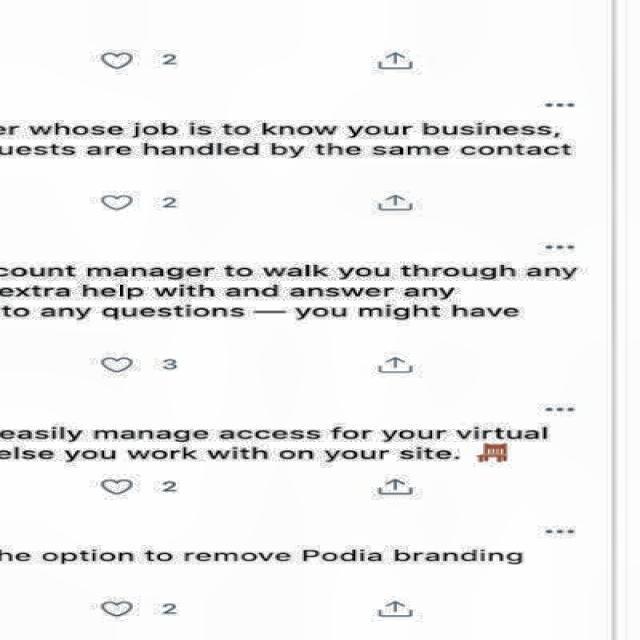 2
...
er whose job is to know your business,
uests are handled by the same contact
2
...
count manager to walk you through any
extra help with and answer any
to any questions — you might have
3
...
easily manage access for your virtual
else you work with on your site.
2
...
he option to remove Podia branding
2